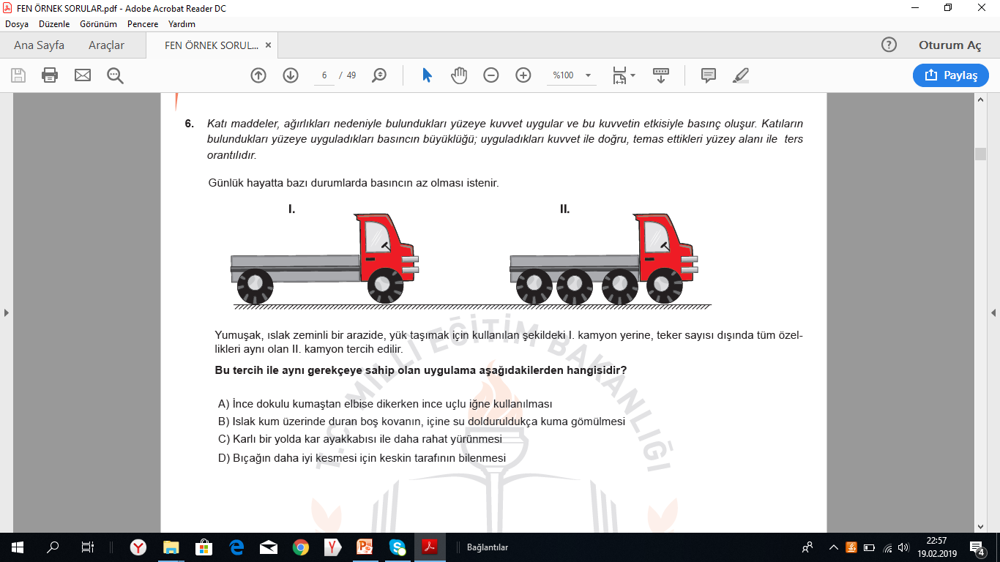 FEN ÖRNEK SORULAR.pdf - Adobe Acrobat Reader DC
Dosya Düzenle Görünüm Pencere Yardım
Ana Sayfa Araçlar FEN ÖRNEK SORUL... × ? Oturum Aç
6 / 49 %100 Paylaş
6. Katı maddeler, ağırlıkları nedeniyle bulundukları yüzeye kuvvet uygular ve bu kuvvetin etkisiyle basınç oluşur. Katıların
bulundukları yüzeye uyguladıkları basıncın büyüklüğü; uyguladıkları kuvvet ile doğru, temas ettikleri yüzey alanı ile ters
orantılıdır.
Günlük hayatta bazı durumlarda basıncın az olması istenir.
I. II.
Yumuşak, ıslak zeminli bir arazide, yük taşımak için kullanılan şekildeki I. kamyon yerine, teker sayısı dışında tüm özel-
likleri aynı olan II. kamyon tercih edilir.
Bu tercih ile aynı gerekçeye sahip olan uygulama aşağıdakilerden hangisidir?
A) İnce dokulu kumaştan elbise dikerken ince uçlu iğne kullanılması
B) Islak kum üzerinde duran boş kovanın, içine su dolduruldukça kuma gömülmesi
C) Karlı bir yolda kar ayakkabısı ile daha rahat yürünmesi
D) Bıçağın daha iyi kesmesi için keskin tarafının bilenmesi
T.C. MİLLÎ EĞİTİM BAKANLIĞI
Bağlantılar
22:57
19.02.2019
4